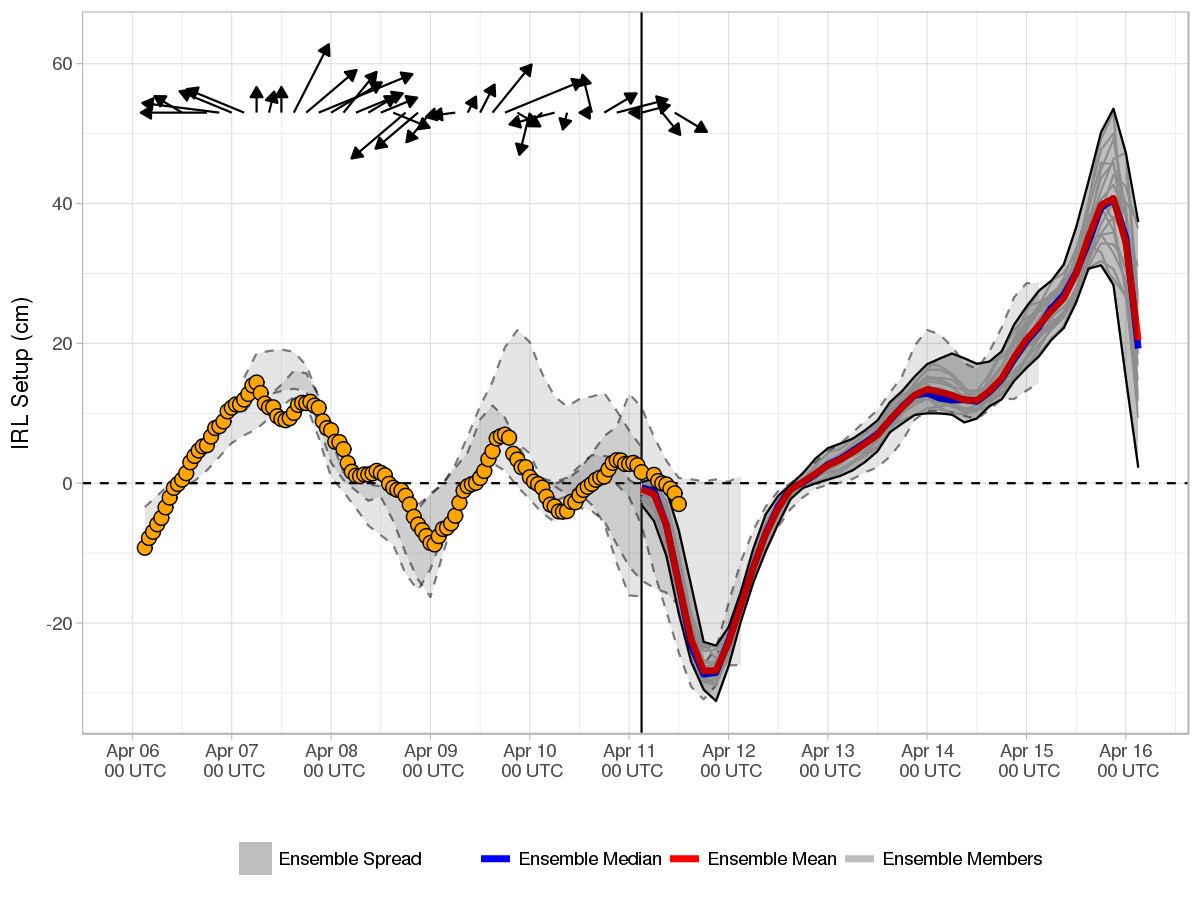 IRL Setup (cm)
60
40
20
0
-20
Apr 06 Apr 07 Apr 08 Apr 09 Apr 10 Apr 11 Apr 12 Apr 13 Apr 14 Apr 15 Apr 16
00 UTC 00 UTC 00 UTC 00 UTC 00 UTC 00 UTC 00 UTC 00 UTC 00 UTC 00 UTC 00 UTC
Ensemble Spread Ensemble Median Ensemble Mean Ensemble Members